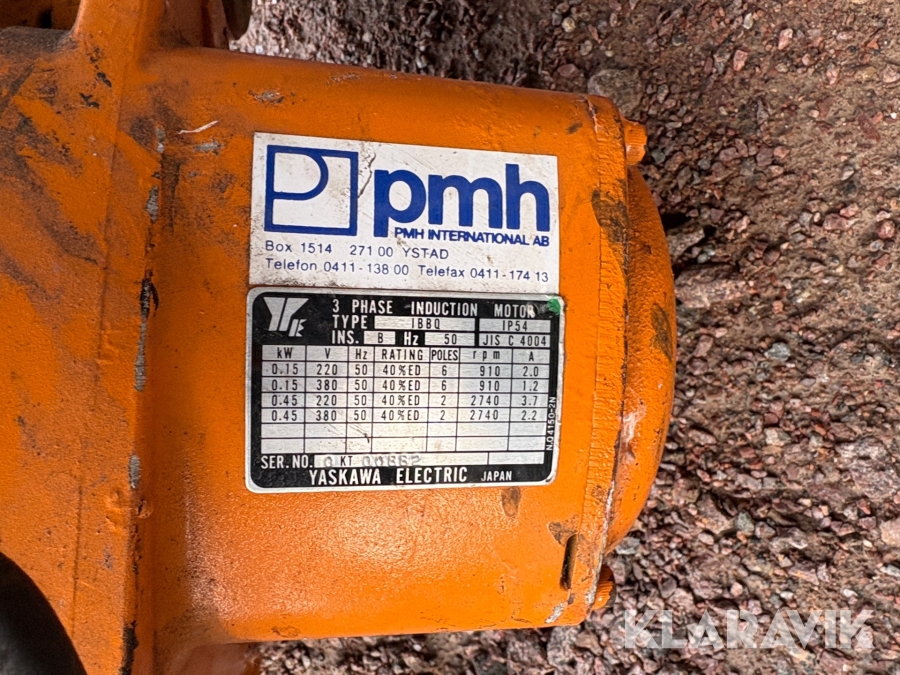 P pmh
PMH INTERNATIONAL AB
Box 1514 271 00 YSTAD
Telefon 0411-138 00 Telefax 0411-174 13
3 PHASE INDUCTION MOTOR
TYPE IBBQ IP54
INS. B Hz 50 JIS C 4004
kW V Hz RATING POLES rpm A
0.15 220 50 40%ED 6 910 2.0
0.15 380 50 40%ED 6 910 1.2
0.45 220 50 40%ED 2 2740 3.7
0.45 380 50 40%ED 2 2740 2.2
SER.NO. 0 KT
YASKAWA ELECTRIC JAPAN
N.04150-2N
KLARAVIK